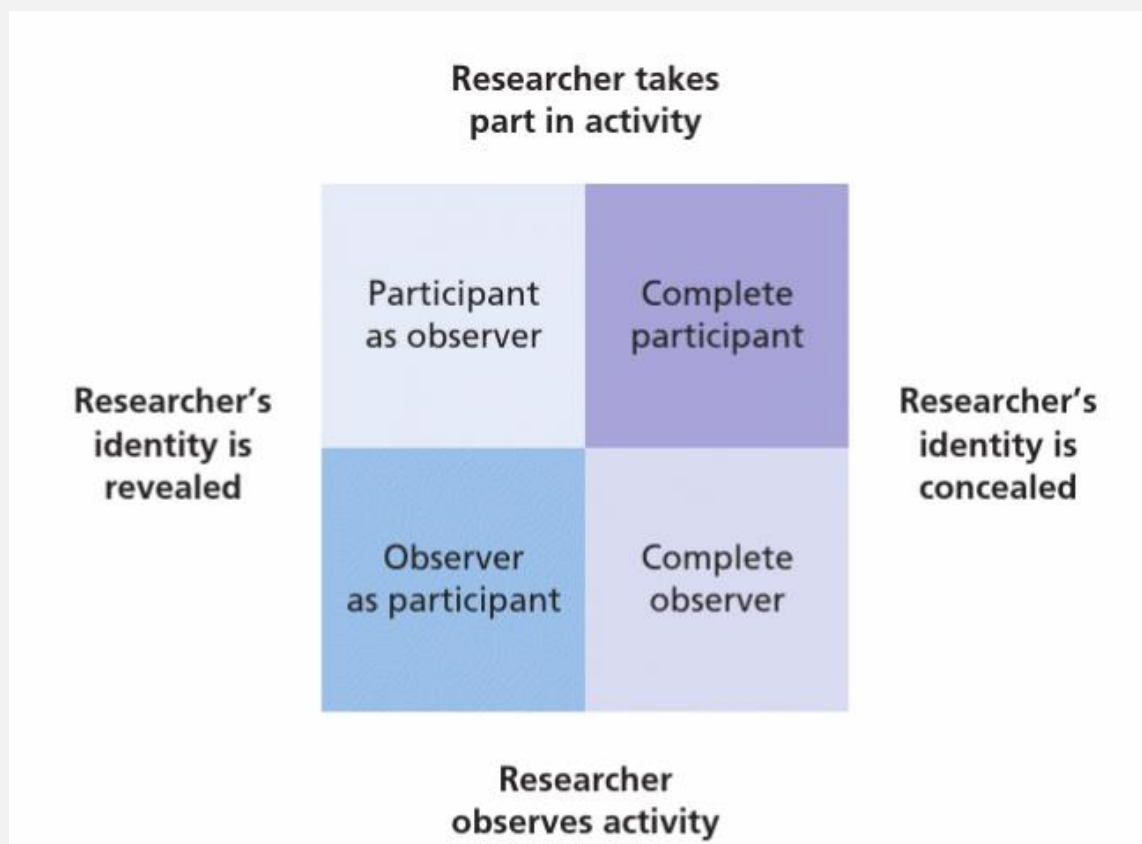 Researcher takes
part in activity
Participant
as observer
Complete
participant
Researcher’s
identity is
revealed
Researcher’s
identity is
concealed
Observer
as participant
Complete
observer
Researcher
observes activity